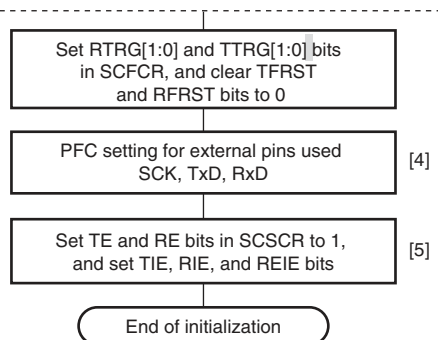 Set RTRG[1:0] and TTRG[1:0] bits
in SCFCR, and clear TFRST
and RFRST bits to 0
PFC setting for external pins used
SCK, TxD, RxD
[4]
Set TE and RE bits in SCSCR to 1,
and set TIE, RIE, and REIE bits
[5]
End of initialization